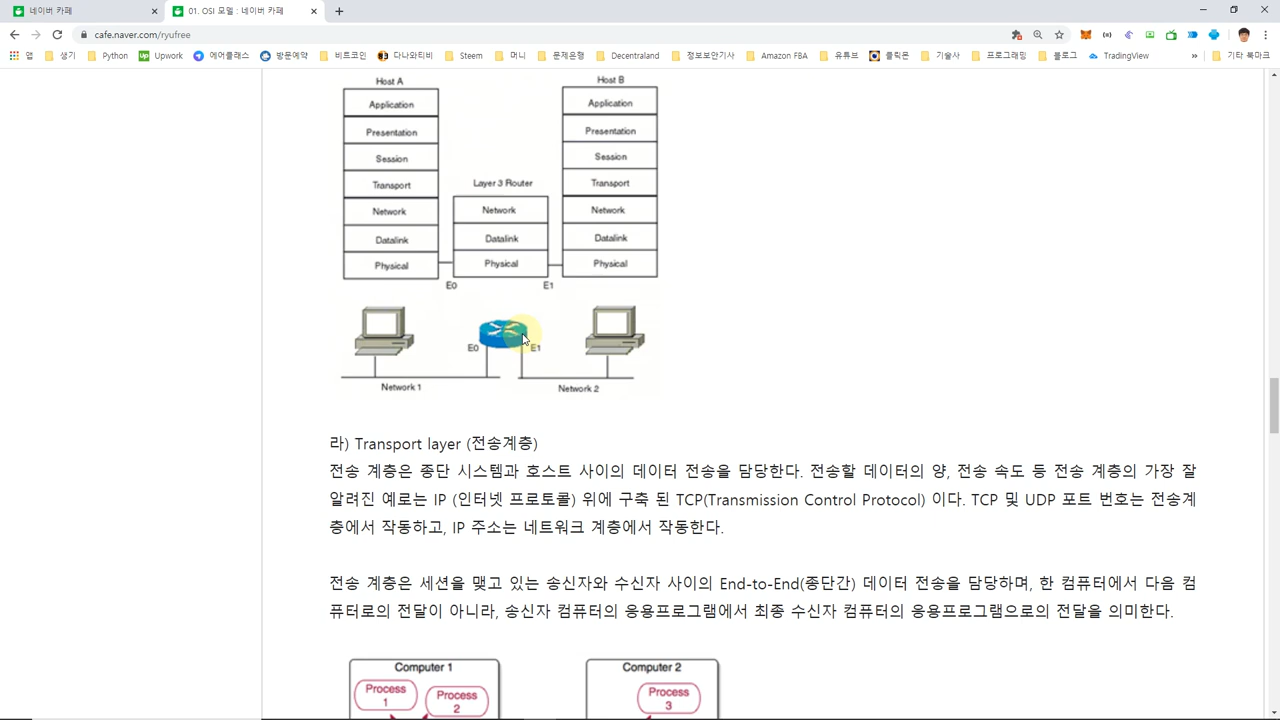 네이버 카페
01. OSI 모델 : 네이버 카페
cafe.naver.com/ryufree
앱 생기 Python Upwork 에어클래스 방문예약 비트코인 다나와티비 Steem 머니 문제은행 Decentraland 정보보안기사 Amazon FBA 유튜브 클릭몬 기술사 프로그래밍 블로그 TradingView » 기타 북마크
Host A Host B
Application Application
Presentation Presentation
Session Session
Transport Layer 3 Router Transport
Network Network Network
Datalink Datalink Datalink
Physical Physical Physical
E0 E1
E0 E1
Network 1 Network 2
라) Transport layer (전송계층)
전송 계층은 종단 시스템과 호스트 사이의 데이터 전송을 담당한다. 전송할 데이터의 양, 전송 속도 등 전송 계층의 가장 잘
알려진 예로는 IP (인터넷 프로토콜) 위에 구축 된 TCP(Transmission Control Protocol) 이다. TCP 및 UDP 포트 번호는 전송계
층에서 작동하고, IP 주소는 네트워크 계층에서 작동한다.
전송 계층은 세션을 맺고 있는 송신자와 수신자 사이의 End-to-End(종단간) 데이터 전송을 담당하며, 한 컴퓨터에서 다음 컴
퓨터로의 전달이 아니라, 송신자 컴퓨터의 응용프로그램에서 최종 수신자 컴퓨터의 응용프로그램으로의 전달을 의미한다.
Computer 1 Computer 2
Process 1 Process 2 Process 3